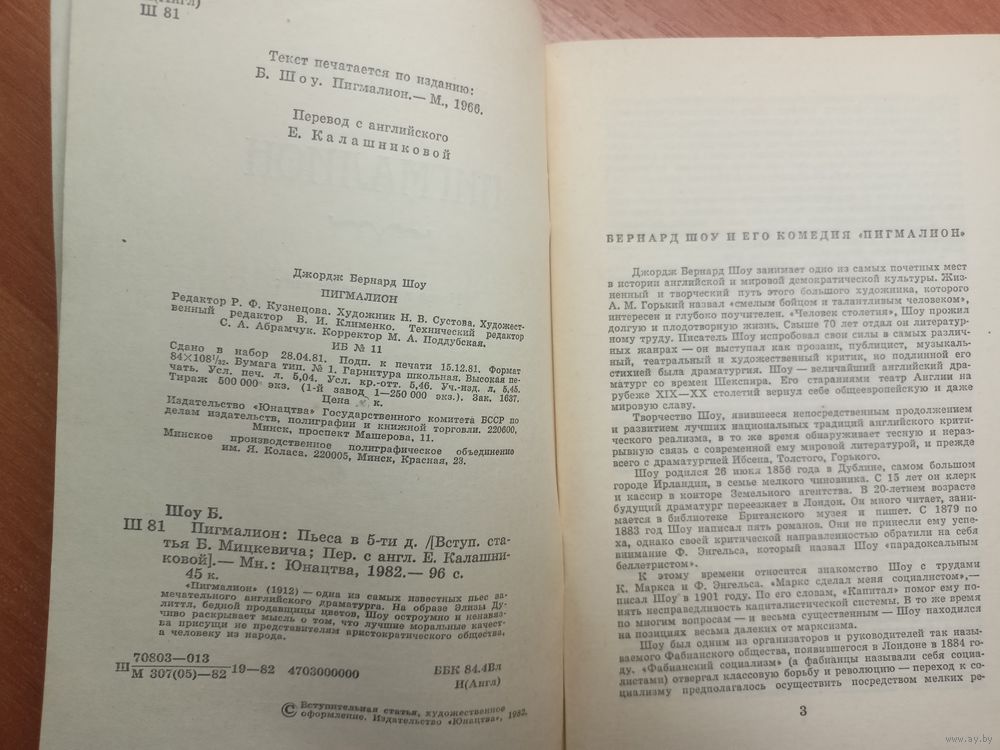 (Англ)
Ш 81
Текст печатается по изданию:
Б. Шоу. Пигмалион.— М., 1966.
Перевод с английского
Е. Калашниковой
Джордж Бернард Шоу
ПИГМАЛИОН
Редактор Р. Ф. Кузнецова. Художник Н. В. Сустова. Художест-
венный редактор В. И. Клименко. Технический редактор
С. А. Абрамчук. Корректор М. А. Поддубская.
ИБ № 11
Сдано в набор 28.04.81. Подп. к печати 15.12.81. Формат
84×108/32. Бумага тип. № 1. Гарнитура школьная. Высокая пе-
чать. Усл. печ. л. 5,04. Усл. кр.-отт. 5,46. Уч.-изд. л. 5,45.
Тираж 500 000 экз. (1-й завод 1—250 000 экз.). Зак. 1637.
Цена к.
Издательство «Юнацтва» Государственного комитета БССР по
делам издательств, полиграфии и книжной торговли. 220600,
Минск, проспект Машерова, 11.
Минское производственное полиграфическое объединение
им. Я. Коласа. 220005, Минск, Красная, 23.
Шоу Б.
Ш 81 Пигмалион: Пьеса в 5-ти д. /[Вступ. ста-
тья Б. Мицкевича; Пер. с англ. Е. Калашни-
ковой].— Мн.: Юнацтва, 1982.— 96 с.
45 к.
«Пигмалион» (1912) — одна из самых известных пьес за-
мечательного английского драматурга. На образе Элизы Ду-
литтл, бедной продавщицы цветов, Шоу остроумно и ненавяз-
чиво раскрывает мысль о том, что лучшие моральные качест-
ва присущи не представителям аристократического общества,
а человеку из народа.
Ш 70803—013
М 307(05)—82 19—82 4703000000 ББК 84.4Вл
И(Англ)
© Вступительная статья, художественное
оформление. Издательство «Юнацтва», 1982.
БЕРНАРД ШОУ И ЕГО КОМЕДИЯ «ПИГМАЛИОН»
Джордж Бернард Шоу занимает одно из самых почетных мест
в истории английской и мировой демократической культуры. Жиз-
ненный и творческий путь этого большого художника, которого
А. М. Горький назвал «смелым бойцом и талантливым человеком»,
интересен и глубоко поучителен. «Человек столетия», Шоу прожил
долгую и плодотворную жизнь. Свыше 70 лет отдал он литератур-
ному труду. Писатель Шоу испробовал свои силы в самых различ-
ных жанрах — он выступал как прозаик, публицист, музыкаль-
ный, театральный и художественный критик, но подлинной его
стихией была драматургия. Шоу — величайший английский дра-
матург со времен Шекспира. Его стараниями театр Англии на
рубеже XIX—XX столетий вернул себе общеевропейскую и даже
мировую славу.
Творчество Шоу, явившееся непосредственным продолжением
и развитием лучших национальных традиций английского крити-
ческого реализма, в то же время обнаруживает тесную и нераз-
рывную связь с современной ему мировой литературой, и прежде
всего с драматургией Ибсена, Толстого, Горького.
Шоу родился 26 июля 1856 года в Дублине, самом большом
городе Ирландии, в семье мелкого чиновника. С 15 лет он клерк
и кассир в конторе Земельного агентства. В 20-летнем возрасте
будущий драматург переезжает в Лондон. Он много читает, зани-
мается в библиотеке Британского музея и пишет. С 1879 по
1883 год Шоу написал пять романов. Они не принесли ему успе-
ха, однако своей критической направленностью обратили на себя
внимание Ф. Энгельса, который назвал Шоу «парадоксальным
беллетристом».
К этому времени относится знакомство Шоу с трудами
К. Маркса и Ф. Энгельса. «Маркс сделал меня социалистом»,—
писал Шоу в 1901 году. По его словам, «Капитал» помог ему по-
нять несправедливость капиталистической системы. В то же время
по многим вопросам — и весьма существенным — Шоу находился
на позициях весьма далеких от марксизма.
Шоу был одним из организаторов и руководителей так назы-
ваемого Фабианского общества, появившегося в Лондоне в 1884 го-
ду. «Фабианский социализм» (а фабианцы называли себя социа-
листами) отвергал классовую борьбу и революцию — переход к со-
циализму предполагалось осуществить посредством мелких ре-
3
www.ay.by